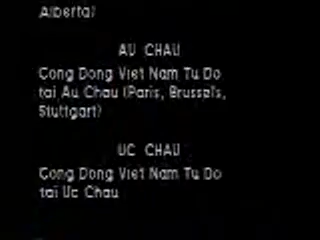 Alberta)
AU CHAU
Cong Dong Viet Nam Tu Do
tai Au Chau (Paris, Brussels,
Stuttgart)
UC CHAU
Cong Dong Viet Nam Tu Do
tai Uc Chau